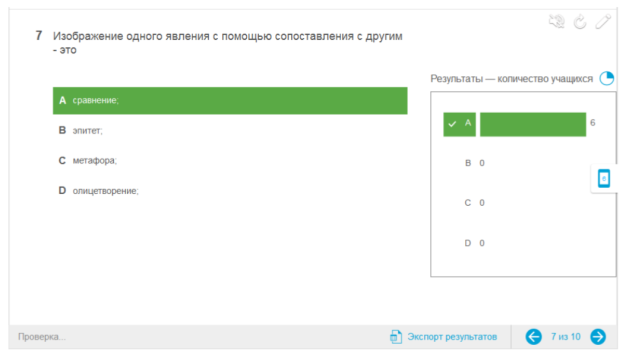 7 Изображение одного явления с помощью сопоставления с другим
- это
A сравнение;
B эпитет;
C метафора;
D олицетворение;
Результаты — количество учащихся
A 6
B 0
C 0
D 0
Проверка...
Экспорт результатов
7 из 10